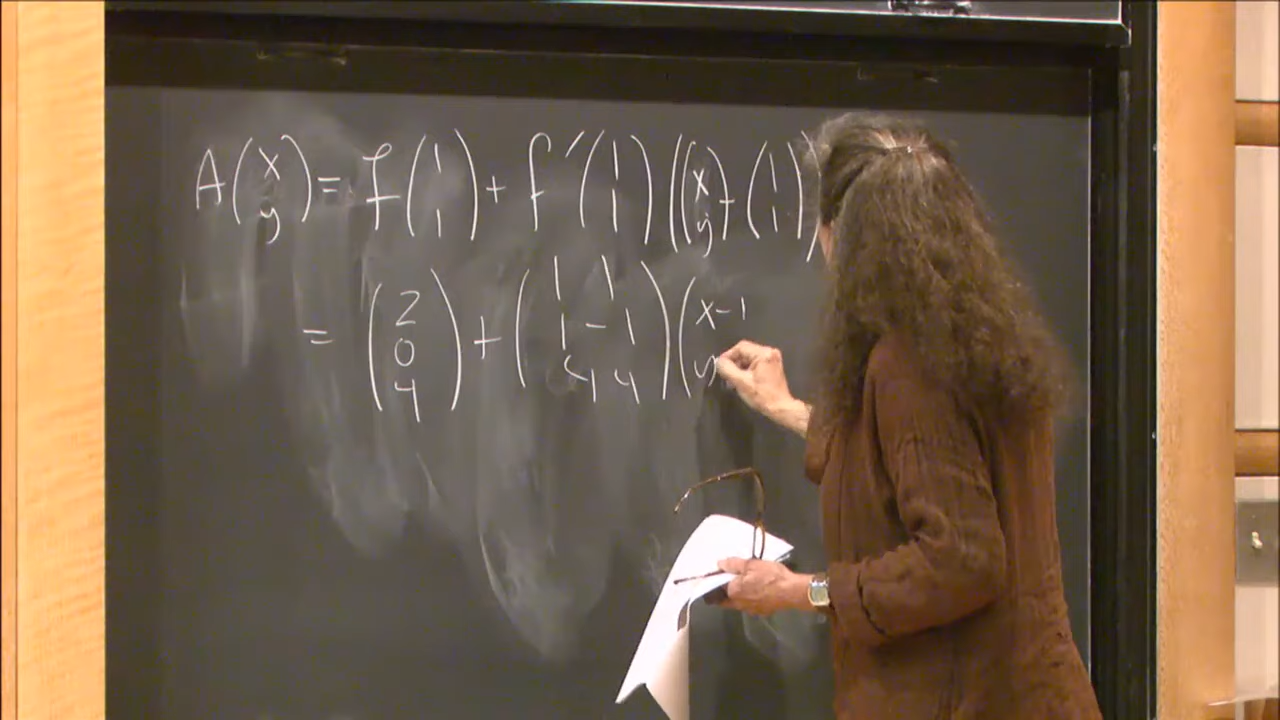 A(x y) = f(1 1) + f′(1 1)((x y) - (1 1))
= (2 0 4) + (1 1 1 -1 4 4)(x-1 y